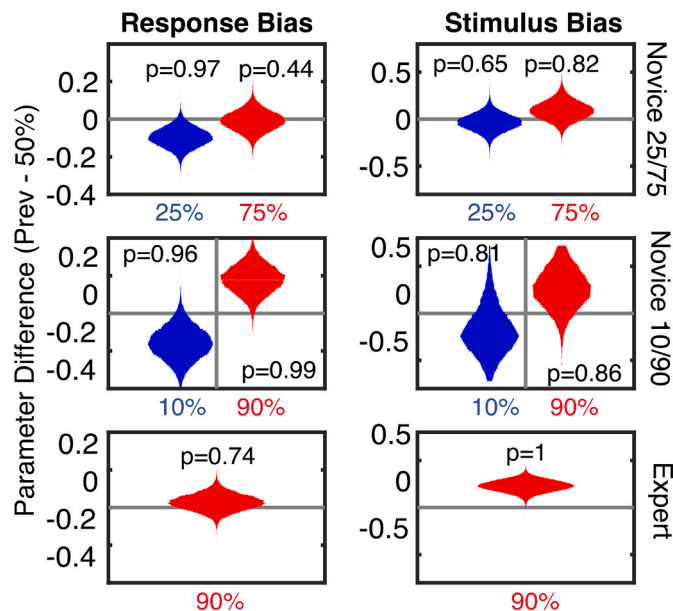 Response Bias
Stimulus Bias
Parameter Difference (Prev - 50%)
0.2
0
-0.2
-0.4
p=0.97
p=0.44
25%
75%
0.5
0
-0.5
p=0.65
p=0.82
25%
75%
Novice 25/75
0.2
0
-0.2
-0.4
p=0.96
p=0.99
10%
90%
0.5
0
-0.5
p=0.81
p=0.86
10%
90%
Novice 10/90
0.2
0
-0.2
-0.4
p=0.74
90%
0.5
0
-0.5
p=1
90%
Expert